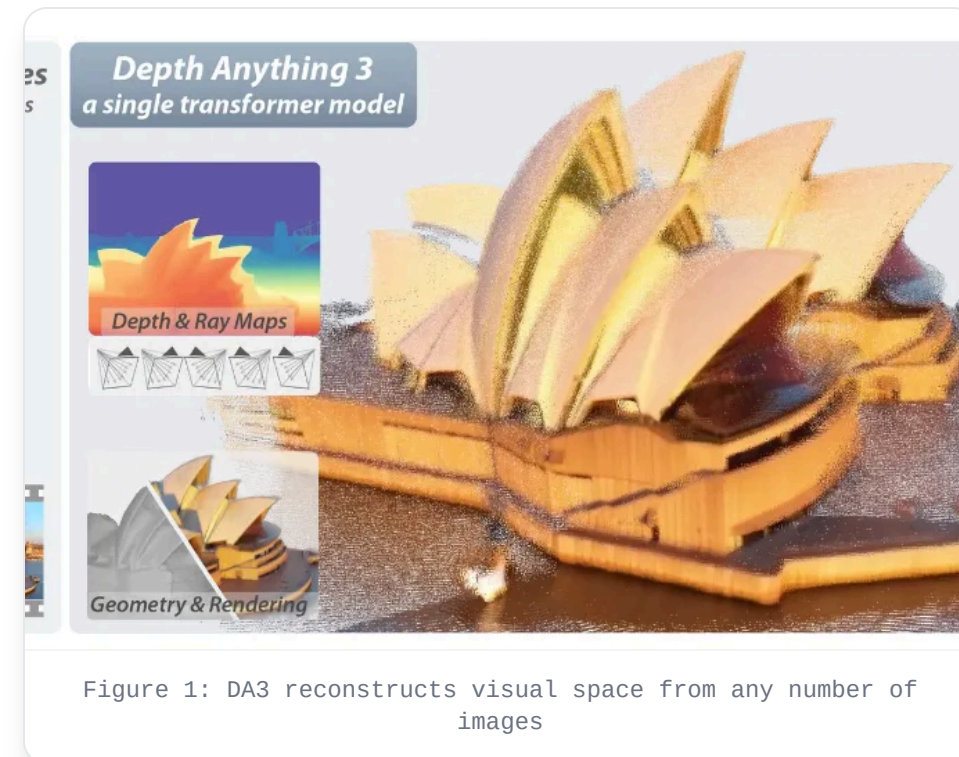 es
s
Depth Anything 3
a single transformer model
Depth & Ray Maps
Geometry & Rendering
Figure 1: DA3 reconstructs visual space from any number of
images